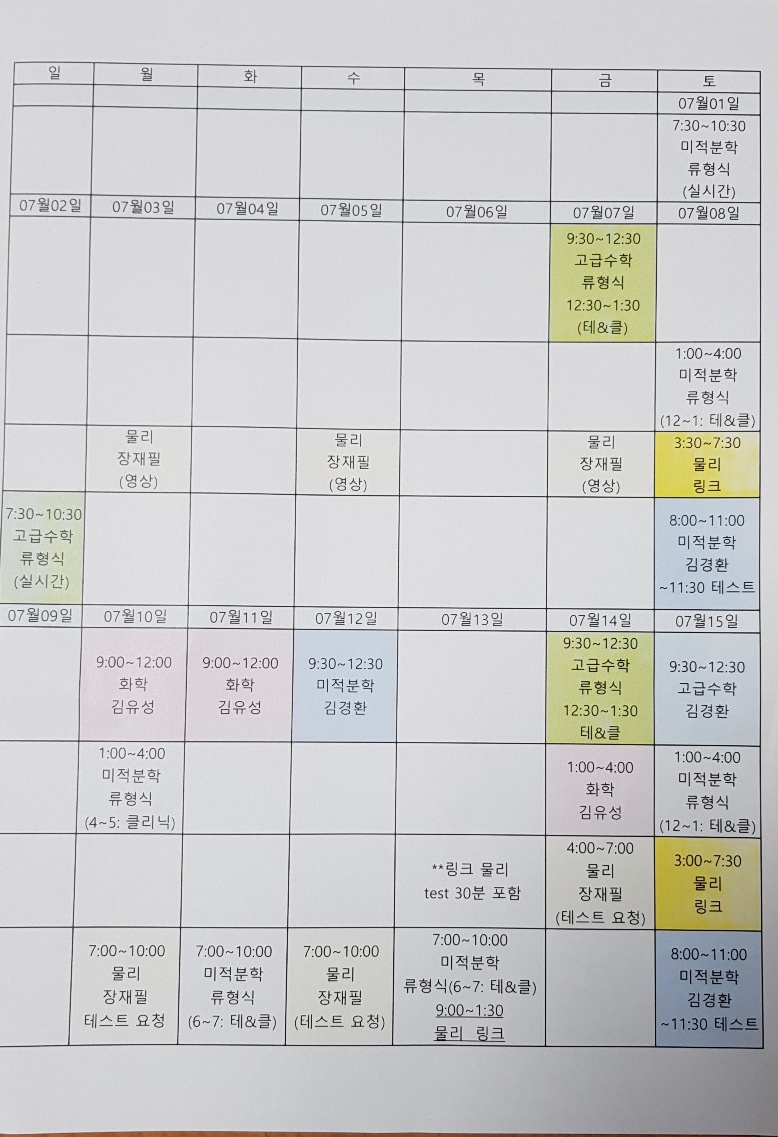 일 월 화 수 목 금 토
07월01일
7:30~10:30
미적분학
류형식
(실시간)
07월02일 07월03일 07월04일 07월05일 07월06일 07월07일 07월08일
9:30~12:30
고급수학
류형식
12:30~1:30
(테&클)
1:00~4:00
미적분학
류형식
(12~1: 테&클)
물리
장재필
(영상)
물리
장재필
(영상)
물리
장재필
(영상)
3:30~7:30
물리
링크
7:30~10:30
고급수학
류형식
(실시간)
8:00~11:00
미적분학
김경환
~11:30 테스트
07월09일 07월10일 07월11일 07월12일 07월13일 07월14일 07월15일
9:00~12:00
화학
김유성
9:00~12:00
화학
김유성
9:30~12:30
미적분학
김경환
9:30~12:30
고급수학
류형식
12:30~1:30
테&클
9:30~12:30
고급수학
김경환
1:00~4:00
미적분학
류형식
(4~5: 클리닉)
1:00~4:00
화학
김유성
1:00~4:00
미적분학
류형식
(12~1: 테&클)
**링크 물리
test 30분 포함
4:00~7:00
물리
장재필
(테스트 요청)
3:00~7:30
물리
링크
7:00~10:00
물리
장재필
테스트 요청
7:00~10:00
미적분학
류형식
(6~7: 테&클)
7:00~10:00
물리
장재필
(테스트 요청)
7:00~10:00
미적분학
류형식(6~7: 테&클)
9:00~1:30
물리 링크
8:00~11:00
미적분학
김경환
~11:30 테스트